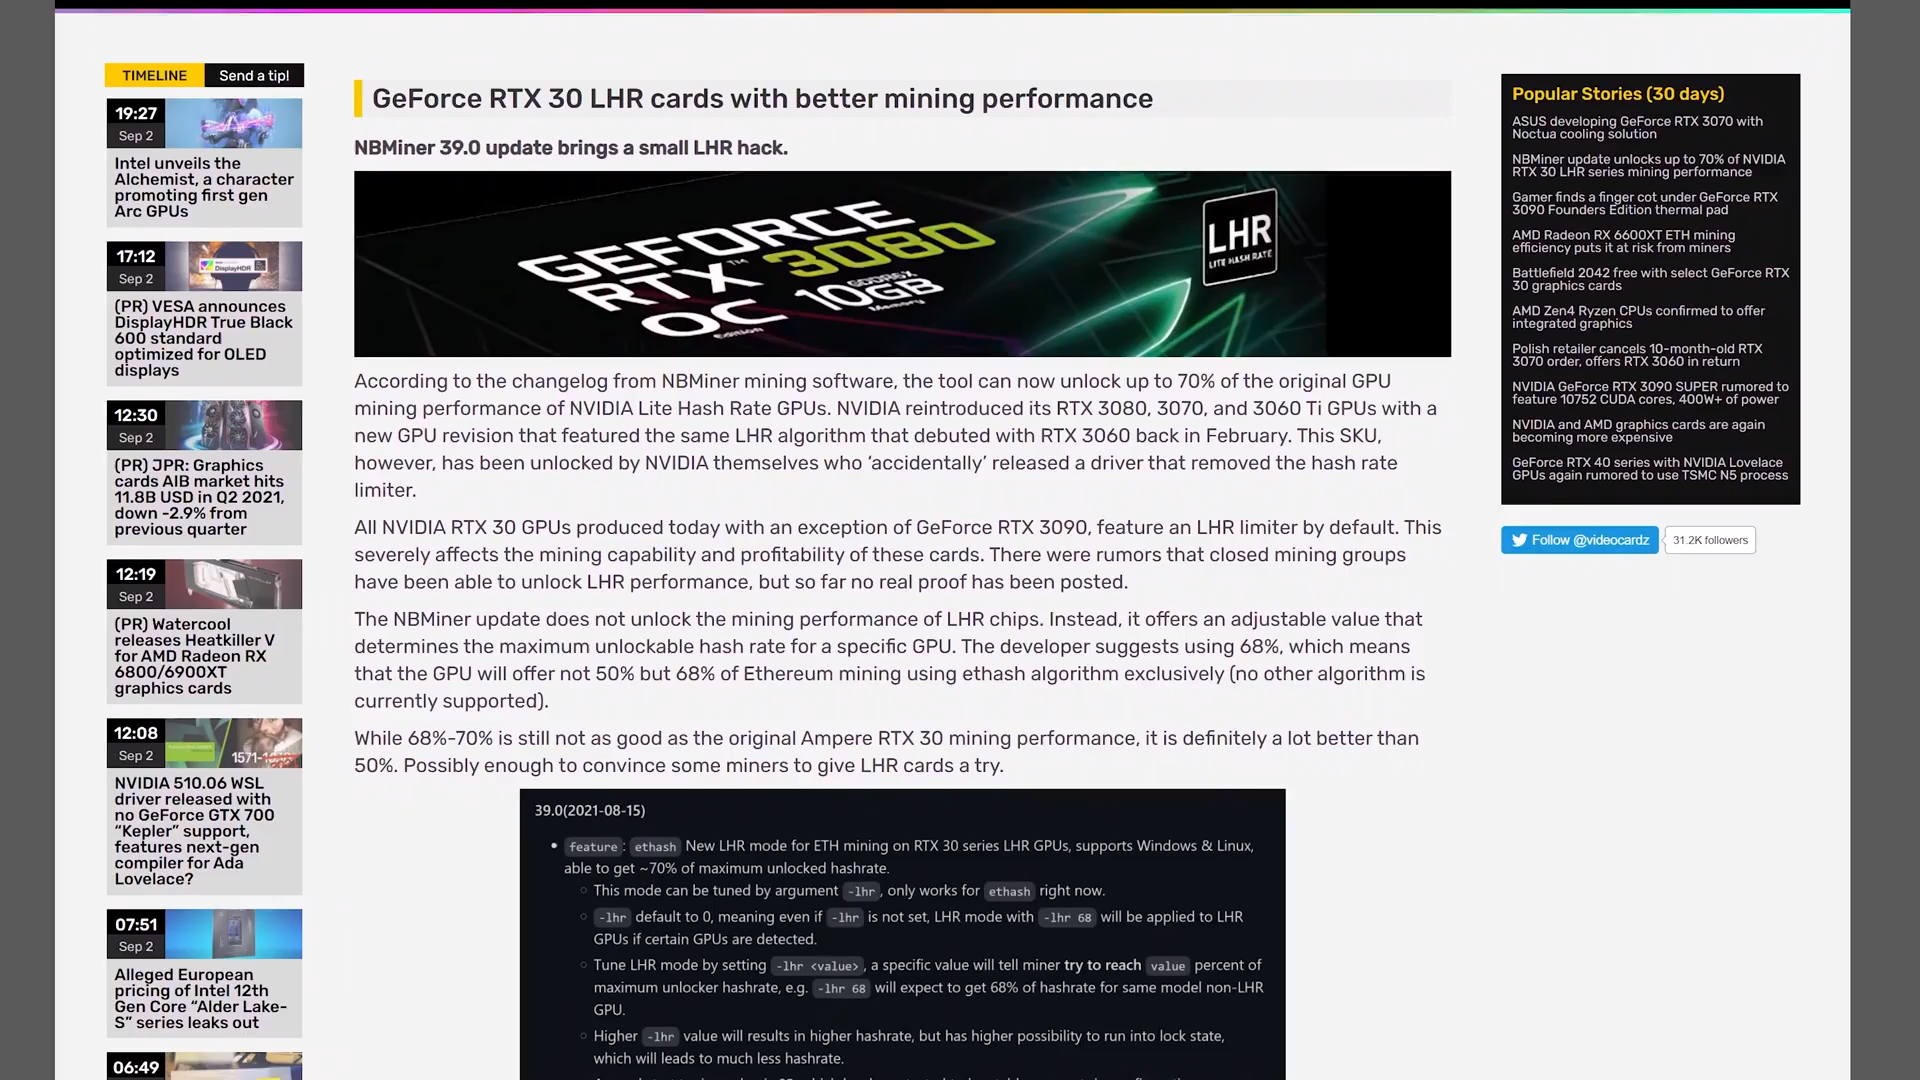 TIMELINE
Send a tip!
19:27
Sep 2
Intel unveils the
Alchemist, a character
promoting first gen
Arc GPUs
17:12
Sep 2
DisplayHDR
(PR) VESA announces
DisplayHDR True Black
600 standard
optimized for OLED
displays
12:30
Sep 2
(PR) JPR: Graphics
cards AIB market hits
11.8B USD in Q2 2021,
down -2.9% from
previous quarter
12:19
Sep 2
(PR) Watercool
releases Heatkiller V
for AMD Radeon RX
6800/6900XT
graphics cards
12:08
Sep 2
NVIDIA 510.06 WSL
driver released with
no GeForce GTX 700
“Kepler” support,
features next-gen
compiler for Ada
Lovelace?
07:51
Sep 2
Alleged European
pricing of Intel 12th
Gen Core “Alder Lake-
S” series leaks out
06:49
GeForce RTX 30 LHR cards with better mining performance
NBMiner 39.0 update brings a small LHR hack.
GEFORCE
RTX™ 3080
OC Edition 10GB GDDR6X Memory
LHR
LITE HASH RATE
According to the changelog from NBMiner mining software, the tool can now unlock up to 70% of the original GPU
mining performance of NVIDIA Lite Hash Rate GPUs. NVIDIA reintroduced its RTX 3080, 3070, and 3060 Ti GPUs with a
new GPU revision that featured the same LHR algorithm that debuted with RTX 3060 back in February. This SKU,
however, has been unlocked by NVIDIA themselves who ‘accidentally’ released a driver that removed the hash rate
limiter.
All NVIDIA RTX 30 GPUs produced today with an exception of GeForce RTX 3090, feature an LHR limiter by default. This
severely affects the mining capability and profitability of these cards. There were rumors that closed mining groups
have been able to unlock LHR performance, but so far no real proof has been posted.
The NBMiner update does not unlock the mining performance of LHR chips. Instead, it offers an adjustable value that
determines the maximum unlockable hash rate for a specific GPU. The developer suggests using 68%, which means
that the GPU will offer not 50% but 68% of Ethereum mining using ethash algorithm exclusively (no other algorithm is
currently supported).
While 68%-70% is still not as good as the original Ampere RTX 30 mining performance, it is definitely a lot better than
50%. Possibly enough to convince some miners to give LHR cards a try.
39.0(2021-08-15)
• feature: ethash New LHR mode for ETH mining on RTX 30 series LHR GPUs, supports Windows & Linux,
able to get ~70% of maximum unlocked hashrate.
○ This mode can be tuned by argument -lhr, only works for ethash right now.
○ -lhr default to 0, meaning even if -lhr is not set, LHR mode with -lhr 68 will be applied to LHR
GPUs if certain GPUs are detected.
○ Tune LHR mode by setting -lhr <value>, a specific value will tell miner try to reach value percent of
maximum unlocker hashrate, e.g. -lhr 68 will expect to get 68% of hashrate for same model non-LHR
GPU.
○ Higher -lhr value will results in higher hashrate, but has higher possibility to run into lock state,
which will leads to much less hashrate.
Popular Stories (30 days)
ASUS developing GeForce RTX 3070 with
Noctua cooling solution
NBMiner update unlocks up to 70% of NVIDIA
RTX 30 LHR series mining performance
Gamer finds a finger cot under GeForce RTX
3090 Founders Edition thermal pad
AMD Radeon RX 6600XT ETH mining
efficiency puts it at risk from miners
Battlefield 2042 free with select GeForce RTX
30 graphics cards
AMD Zen4 Ryzen CPUs confirmed to offer
integrated graphics
Polish retailer cancels 10-month-old RTX
3070 order, offers RTX 3060 in return
NVIDIA GeForce RTX 3090 SUPER rumored to
feature 10752 CUDA cores, 400W+ of power
NVIDIA and AMD graphics cards are again
becoming more expensive
GeForce RTX 40 series with NVIDIA Lovelace
GPUs again rumored to use TSMC N5 process
Follow @videocardz
31.2K followers